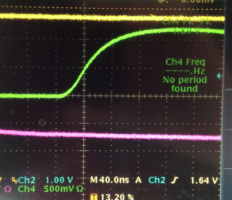 Ch4 Freq
----.Hz
No period
found
Ch2 1.00 V M 40.0ns A Ch2 ʃ 1.64 V
Ω Ch4 500mV Ω
13.20 %